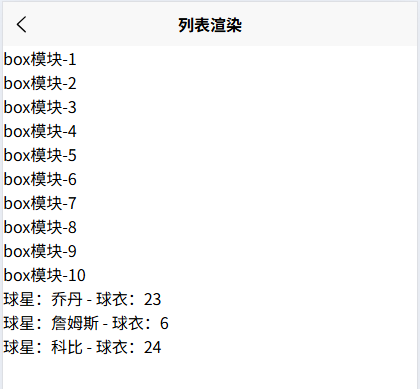 列表渲染
box模块-1
box模块-2
box模块-3
box模块-4
box模块-5
box模块-6
box模块-7
box模块-8
box模块-9
box模块-10
球星：乔丹 - 球衣：23
球星：詹姆斯 - 球衣：6
球星：科比 - 球衣：24